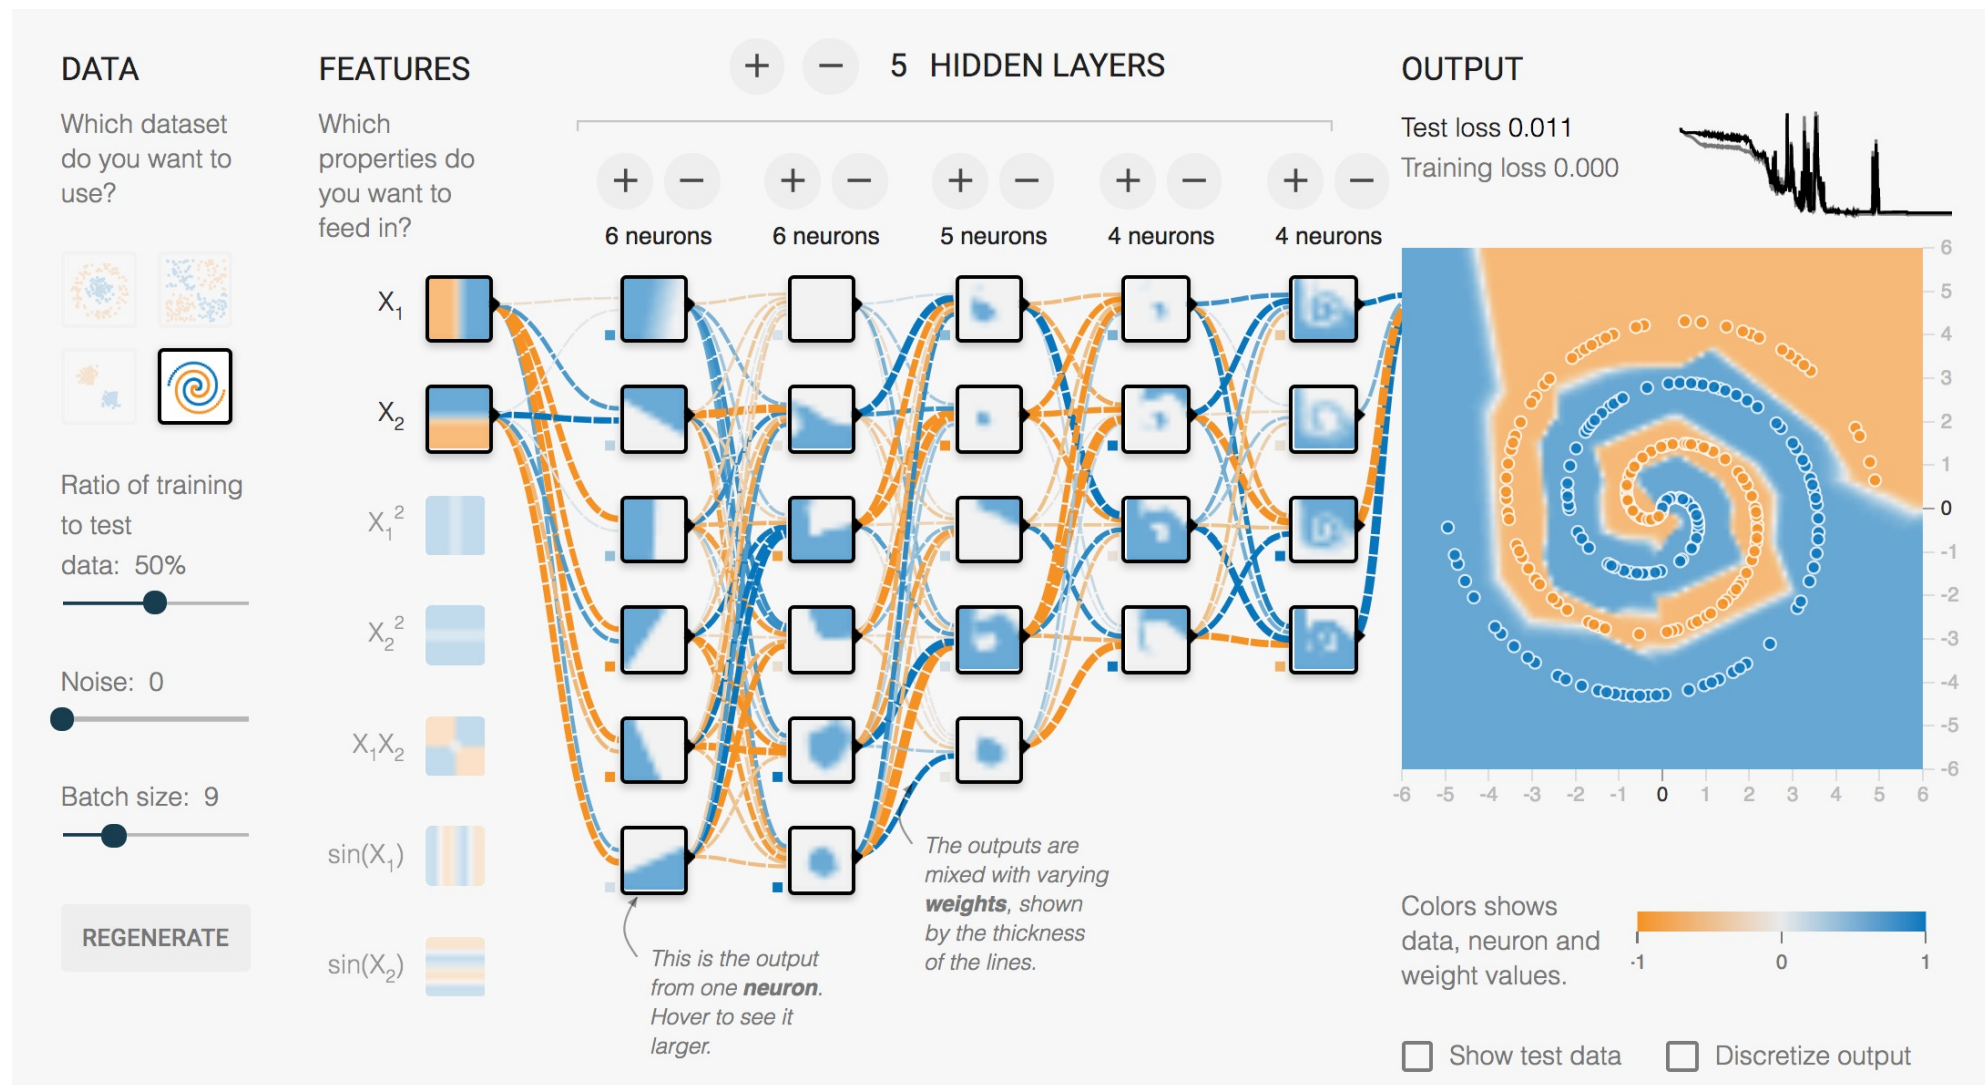 DATA
Which dataset
do you want to
use?
Ratio of training
to test
data: 50%
Noise: 0
Batch size: 9
REGENERATE
FEATURES
Which
properties do
you want to
feed in?
X1
X2
X1²
X2²
X1X2
sin(X1)
sin(X2)
+ − 5 HIDDEN LAYERS
+ − + − + − + − + −
6 neurons 6 neurons 5 neurons 4 neurons 4 neurons
This is the output
from one neuron.
Hover to see it
larger.
The outputs are
mixed with varying
weights, shown
by the thickness
of the lines.
OUTPUT
Test loss 0.011
Training loss 0.000
6
5
4
3
2
1
0
-1
-2
-3
-4
-5
-6
-6 -5 -4 -3 -2 -1 0 1 2 3 4 5 6
Colors shows
data, neuron and
weight values.
-1 0 1
Show test data Discretize output